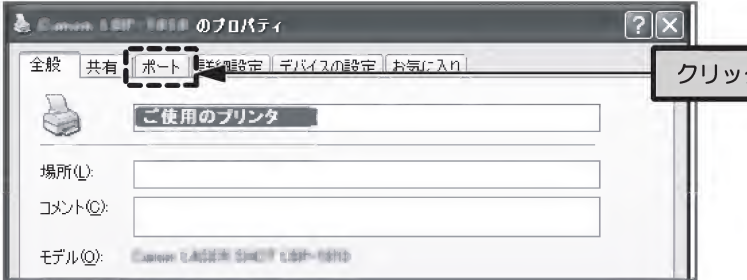 のプロパティ
全般 共有 ポート 詳細設定 デバイスの設定 お気に入り
クリック
ご使用のプリンタ
場所(L):
コメント(C):
モデル(O):